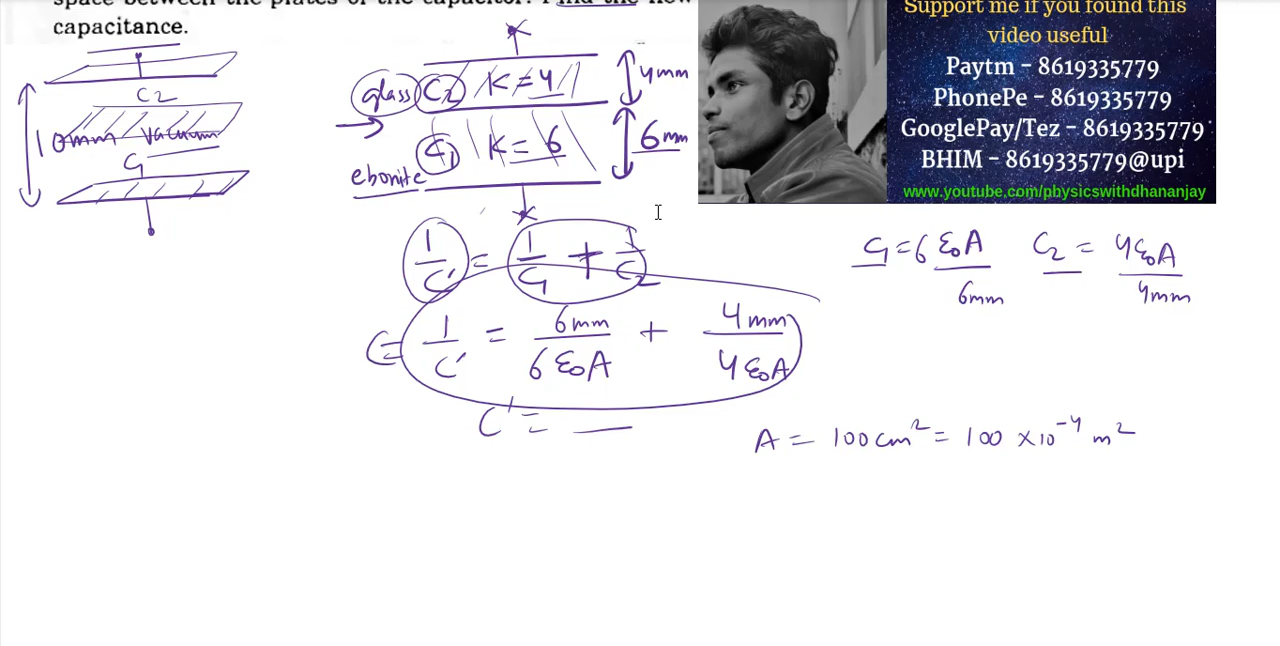 capacitance.
C2
10mm vacuum
C1
glass C2 K=4 4mm
C1 K=6 6mm
ebonite
1/C' = 1/C1 + 1/C2
1/C' = 6mm/6ε0A + 4mm/4ε0A
C' =
Support me if you found this
video useful
Paytm - 8619335779
PhonePe - 8619335779
GooglePay/Tez - 8619335779
BHIM - 8619335779@upi
www.youtube.com/physicswithdhananjay
C1 = 6ε0A/6mm C2 = 4ε0A/4mm
A = 100 cm² = 100 × 10⁻⁴ m²